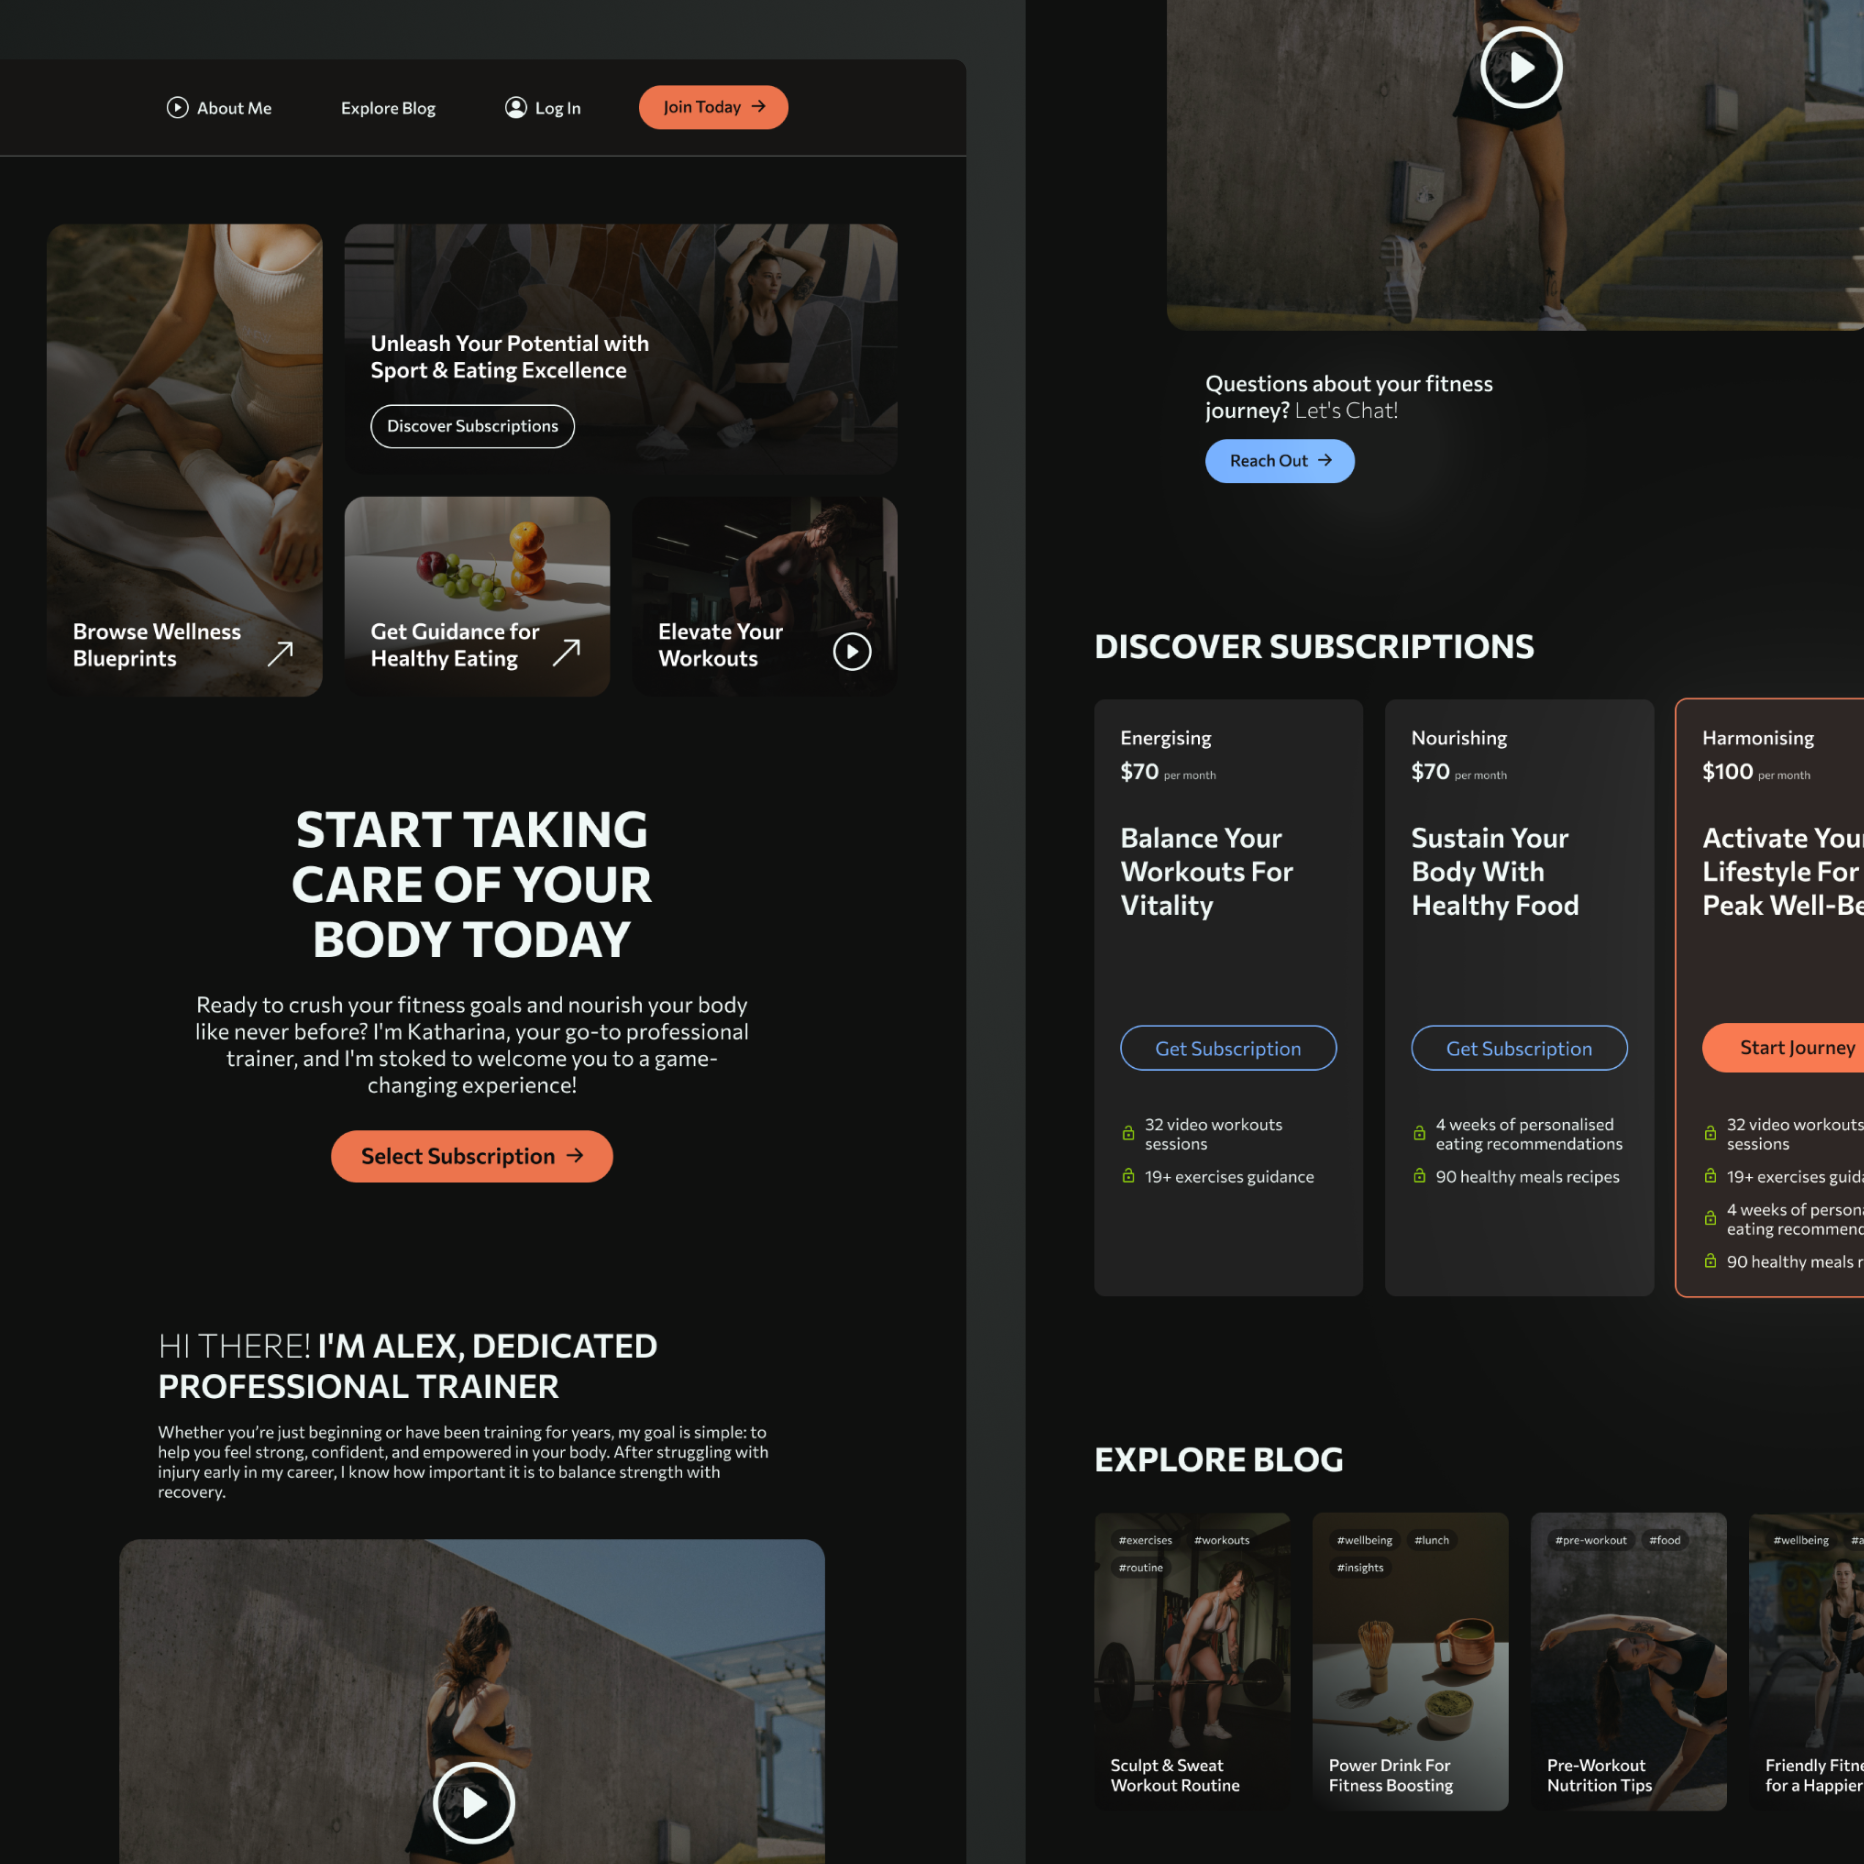 About Me
Explore Blog
Log In
Join Today
Unleash Your Potential with
Sport & Eating Excellence
Discover Subscriptions
Browse Wellness
Blueprints
Get Guidance for
Healthy Eating
Elevate Your
Workouts
START TAKING
CARE OF YOUR
BODY TODAY
Ready to crush your fitness goals and nourish your body
like never before? I'm Katharina, your go-to professional
trainer, and I'm stoked to welcome you to a game-
changing experience!
Select Subscription
HI THERE! I'M ALEX, DEDICATED
PROFESSIONAL TRAINER
Whether you’re just beginning or have been training for years, my goal is simple: to
help you feel strong, confident, and empowered in your body. After struggling with
injury early in my career, I know how important it is to balance strength with
recovery.
Questions about your fitness
journey? Let's Chat!
Reach Out
DISCOVER SUBSCRIPTIONS
Energising
$70 per month
Balance Your
Workouts For
Vitality
Get Subscription
32 video workouts
sessions
19+ exercises guidance
Nourishing
$70 per month
Sustain Your
Body With
Healthy Food
Get Subscription
4 weeks of personalised
eating recommendations
90 healthy meals recipes
Harmonising
$100 per month
Activate
Lifestyle For
Peak
Start Journey
32 video workouts
sessions
19+ exercises
4 weeks of
eating
90 healthy meals
EXPLORE BLOG
#exercises #workouts
#routine
Sculpt & Sweat
Workout Routine
#wellbeing #lunch
#insights
Power Drink For
Fitness Boosting
#pre-workout #food
Pre-Workout
Nutrition Tips
#wellbeing
Friendly
for a Happier